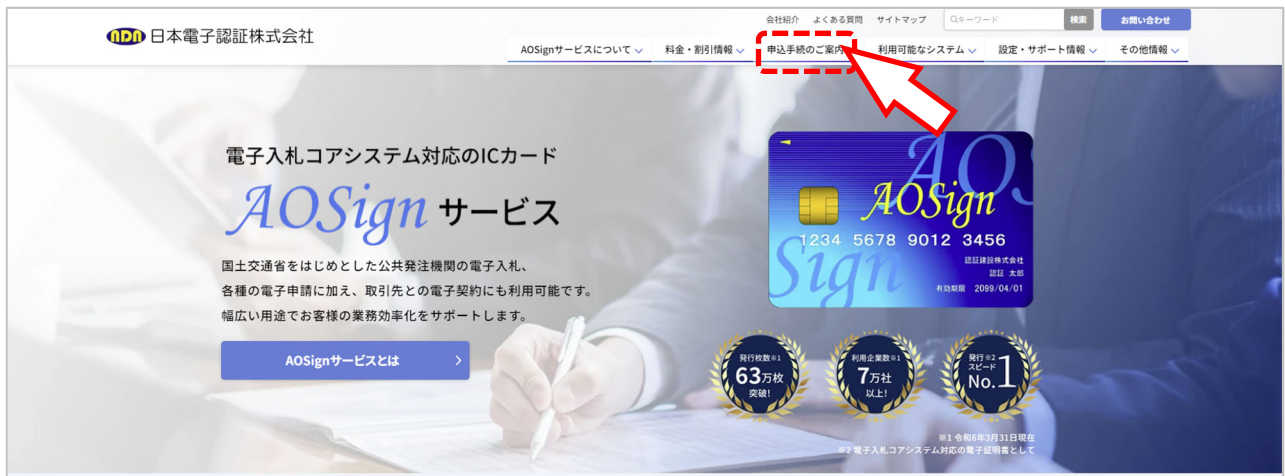 会社紹介 よくある質問 サイトマップ キーワード 検索 お問い合わせ
NDN 日本電子認証株式会社
AOSignサービスについて 料金・割引情報 申込手続のご案内 利用可能なシステム 設定・サポート情報 その他情報
電子入札コアシステム対応のICカード
AOSign サービス
国土交通省をはじめとした公共発注機関の電子入札、
各種の電子申請に加え、取引先との電子契約にも利用可能です。
幅広い用途でお客様の業務効率化をサポートします。
AOSignサービスとは
AO
AOSign
Sign
1234 5678 9012 3456
認証建設株式会社
認証 太郎
有効期限 2099/04/01
発行枚数※1
63万枚
突破!
利用企業数※1
7万社
以上!
発行※2
スピード
No.1
※1 令和6年3月31日現在
※2 電子入札コアシステム対応の電子証明書として